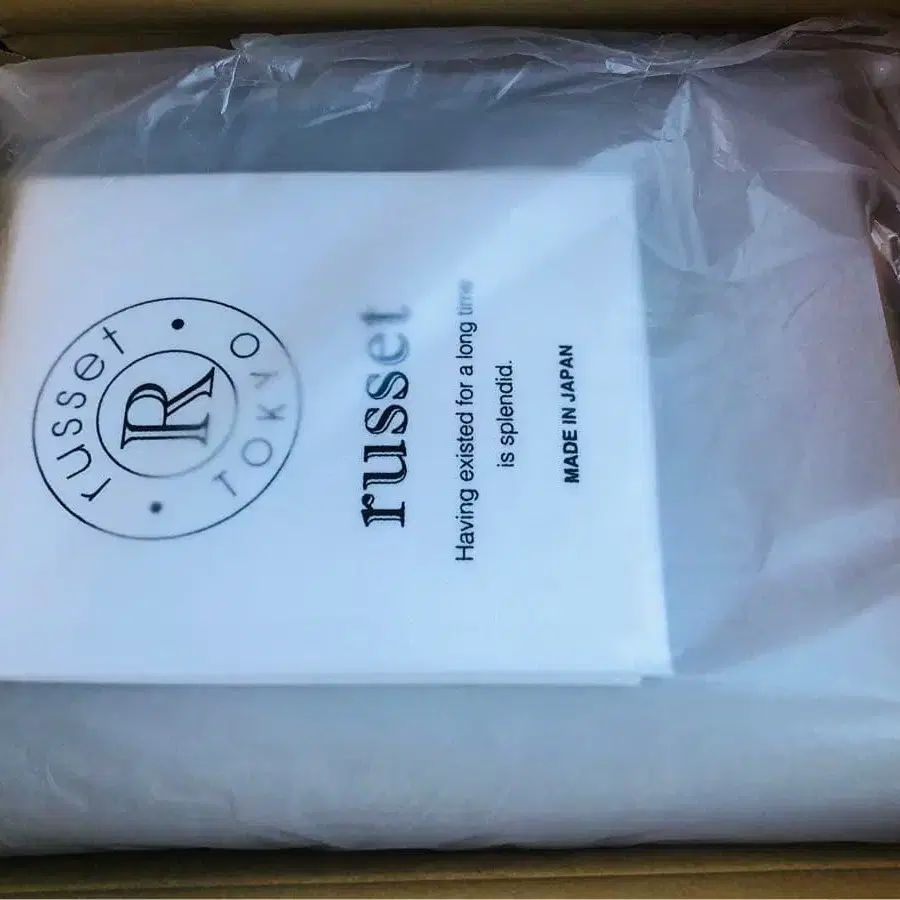 russet
R
TOKYO
russet
Having existed for a long time
is splendid.
MADE IN JAPAN